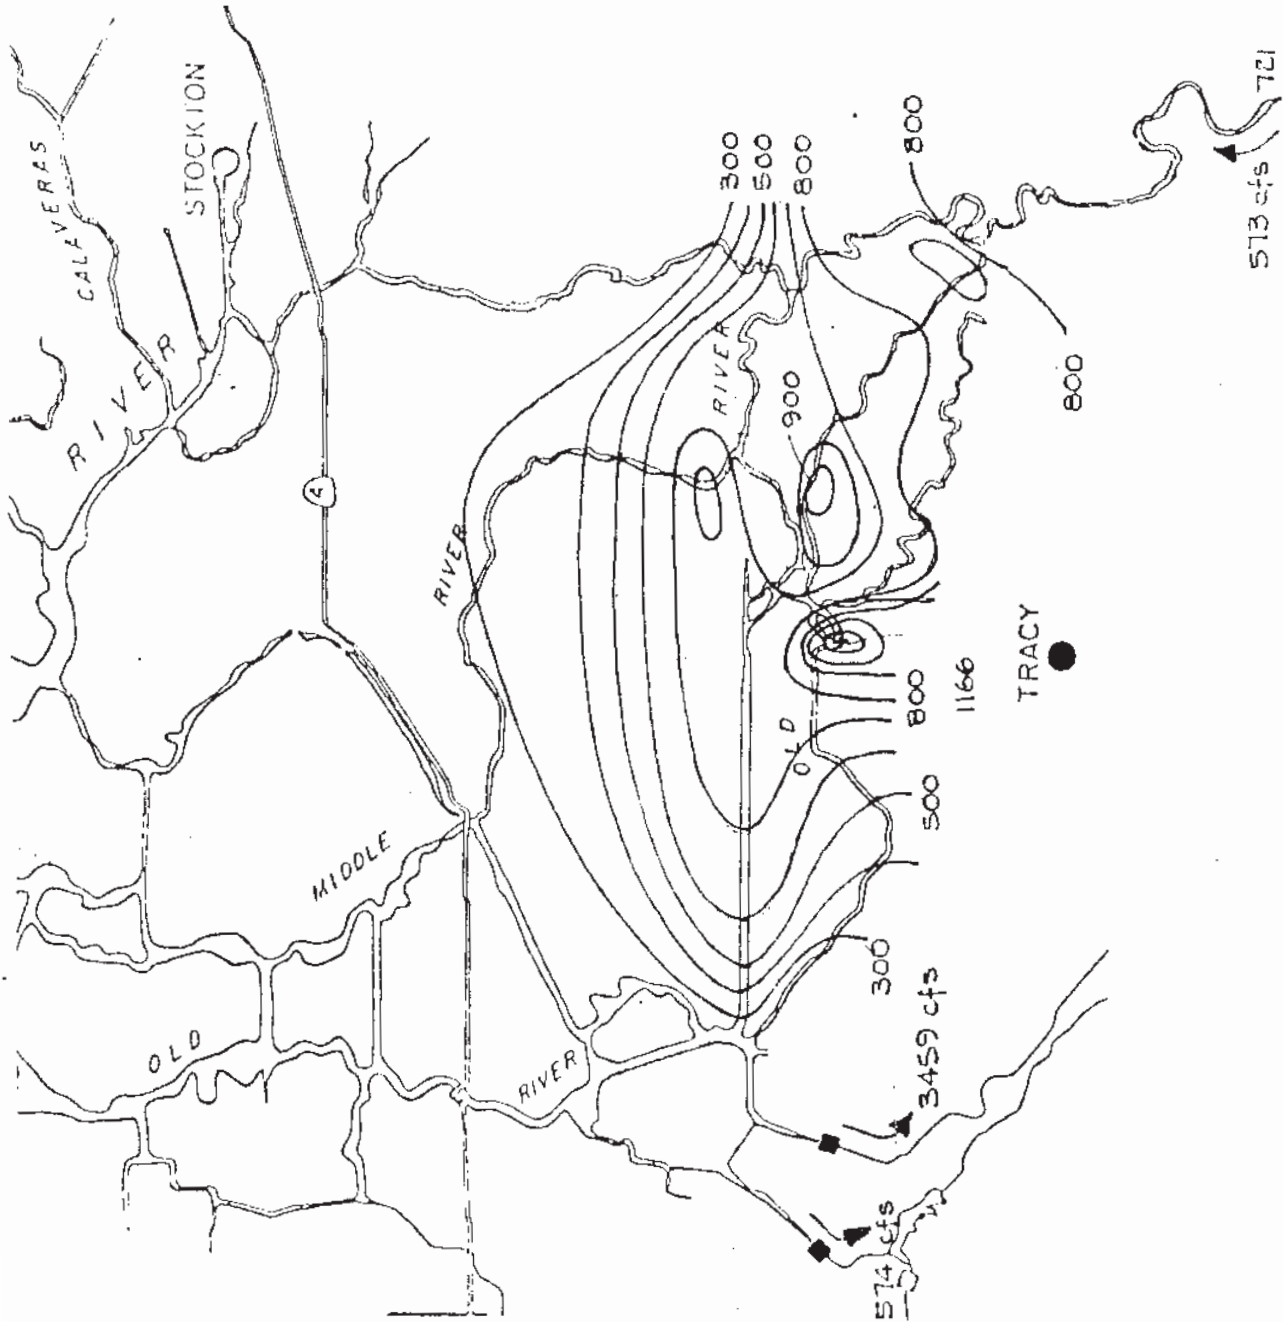 CALAVERAS
STOCKTON
RIVER
4
RIVER
300
500
800
800
RIVER
900
800
573 cfs
721
MIDDLE
OLD
RIVER
OLD
800
1166
TRACY
500
300
3459 cfs
574 cfs